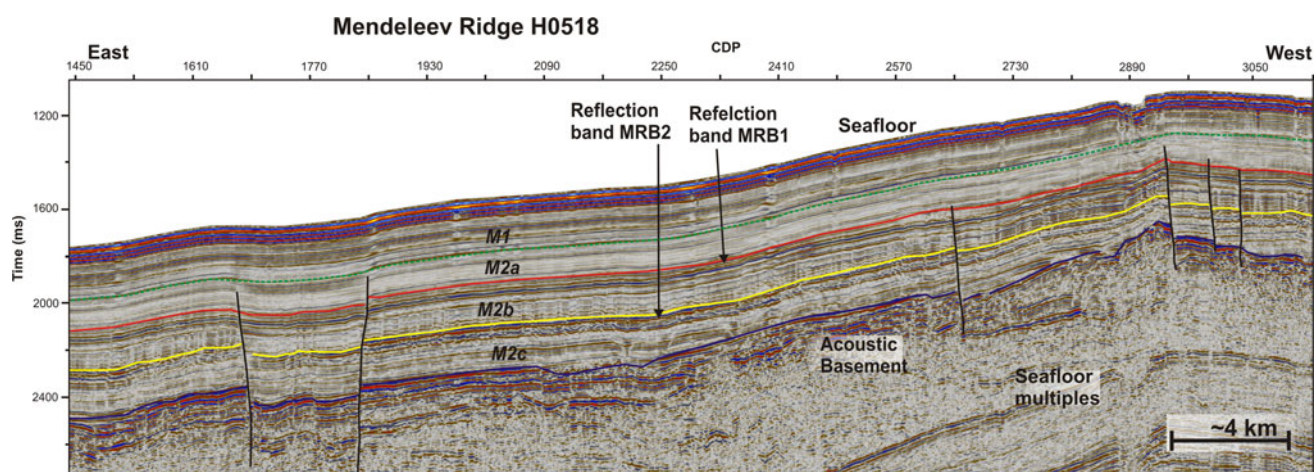 Mendeleev Ridge H0518
East
CDP
West
1450 1610 1770 1930 2090 2250 2410 2570 2730 2890 3050
Reflection
band MRB2
Refelction
band MRB1
Seafloor
1200
1600
2000
2400
Time (ms)
M1
M2a
M2b
M2c
Acoustic
Basement
Seafloor
multiples
~4 km